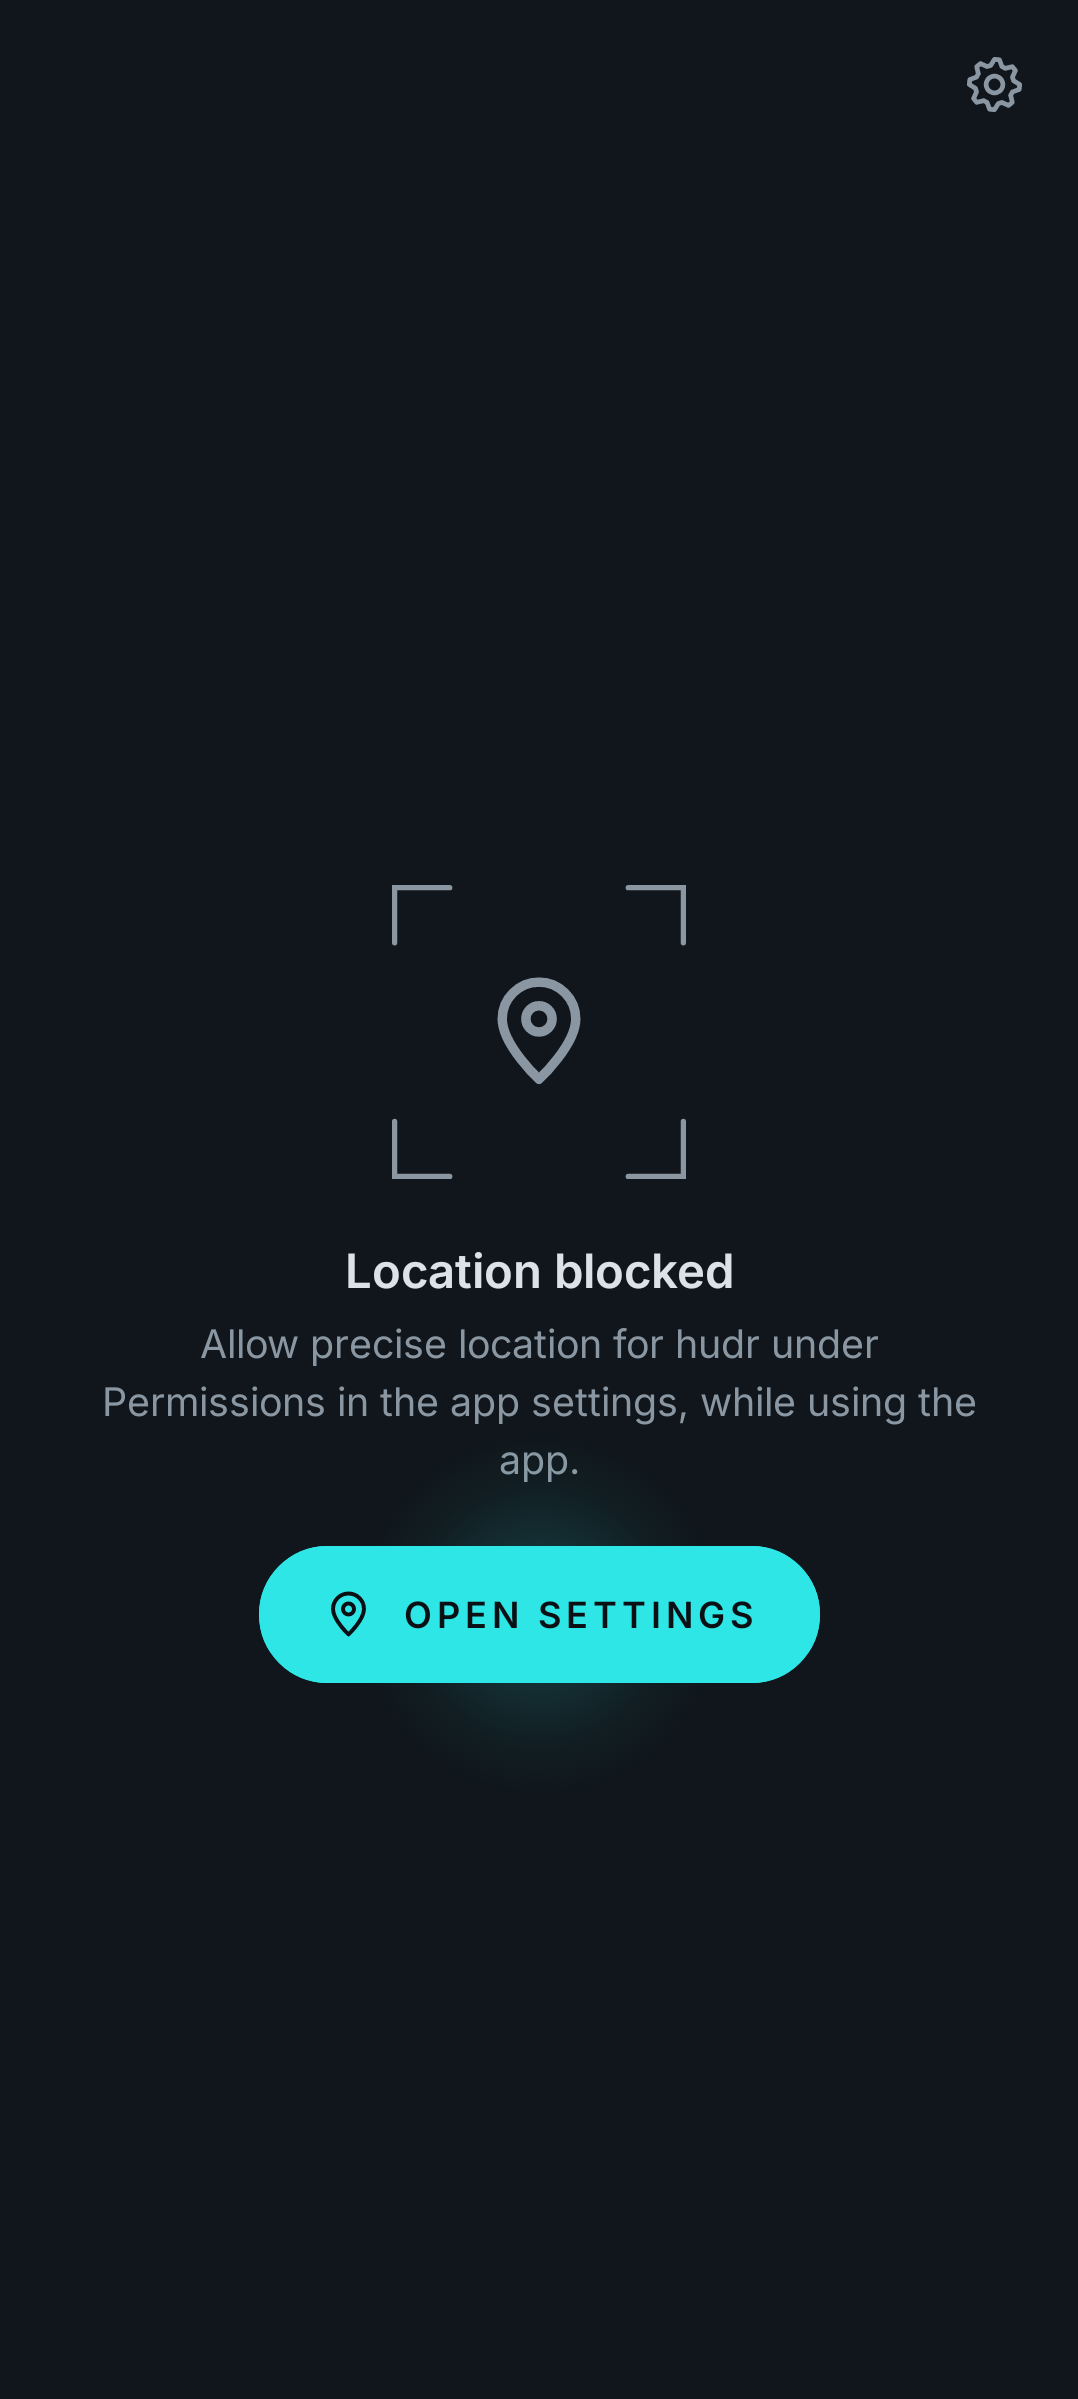 Location blocked
Allow precise location for hudr under
Permissions in the app settings, while using the
app.
OPEN SETTINGS